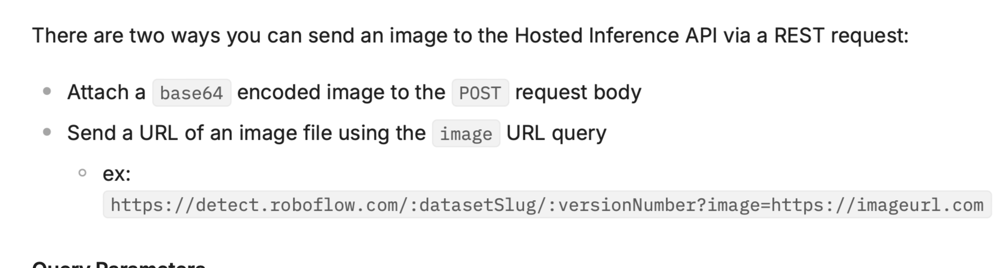 There are two ways you can send an image to the Hosted Inference API via a REST request:
Attach a base64 encoded image to the POST request body
Send a URL of an image file using the image URL query
ex:
https://detect.roboflow.com/:datasetSlug/:versionNumber?image=https://imageurl.com
Query Parameters